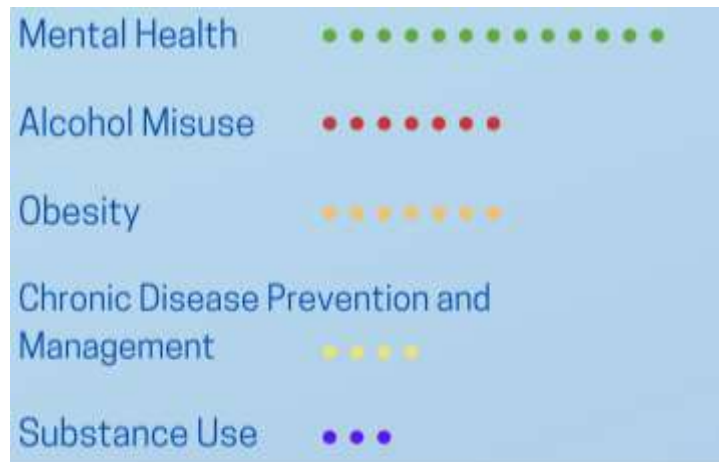 Mental Health
Alcohol Misuse
Obesity
Chronic Disease Prevention and
Management
Substance Use